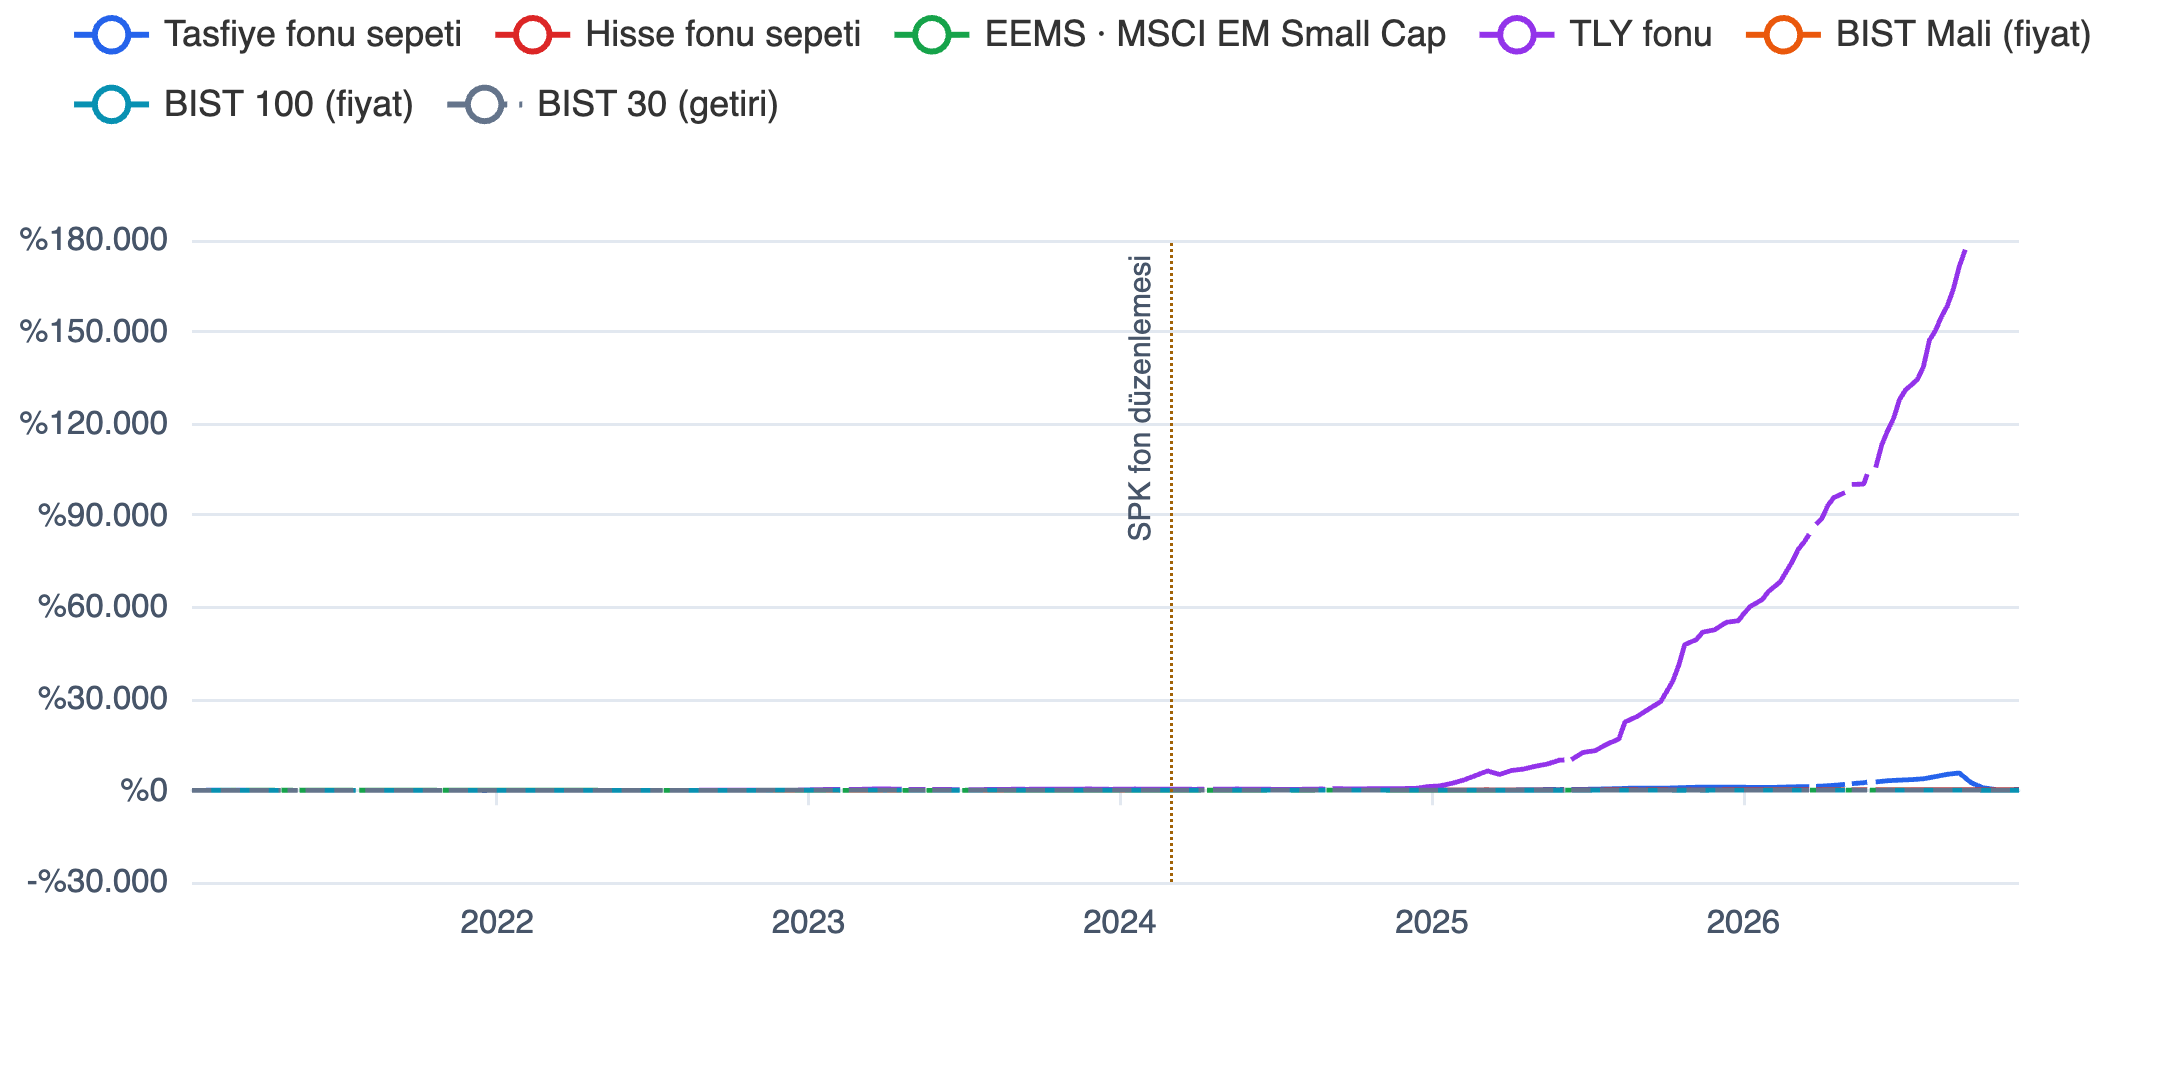 Tasfiye fonu sepeti Hisse fonu sepeti EEMS · MSCI EM Small Cap TLY fonu BIST Mali (fiyat)
BIST 100 (fiyat) BIST 30 (getiri)
%180.000
%150.000
%120.000
%90.000
%60.000
%30.000
%0
-%30.000
SPK fon düzenlemesi
2022 2023 2024 2025 2026